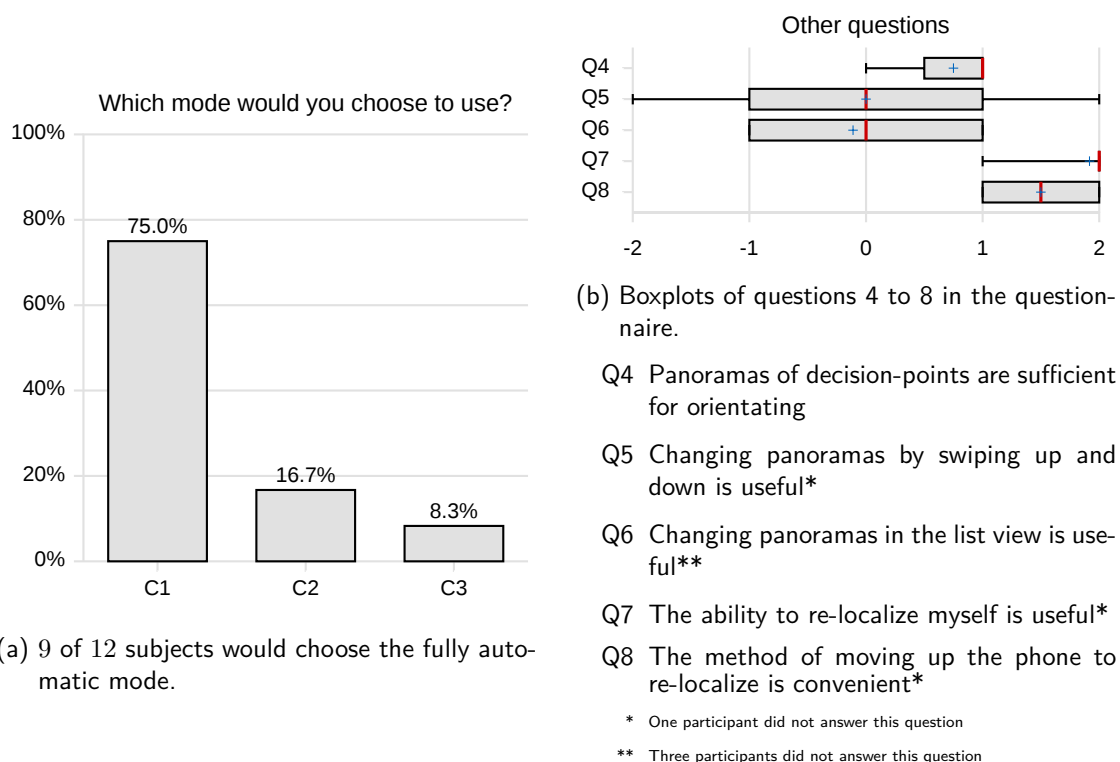 Which mode would you choose to use?
100%
80%
60%
40%
20%
0%
75.0%
16.7%
8.3%
C1 C2 C3
(a) 9 of 12 subjects would choose the fully auto-
matic mode.
Other questions
Q4
Q5
Q6
Q7
Q8
-2 -1 0 1 2
(b) Boxplots of questions 4 to 8 in the question-
naire.
Q4 Panoramas of decision-points are sufficient
for orientating
Q5 Changing panoramas by swiping up and
down is useful*
Q6 Changing panoramas in the list view is use-
ful**
Q7 The ability to re-localize myself is useful*
Q8 The method of moving up the phone to
re-localize is convenient*
* One participant did not answer this question
** Three participants did not answer this question